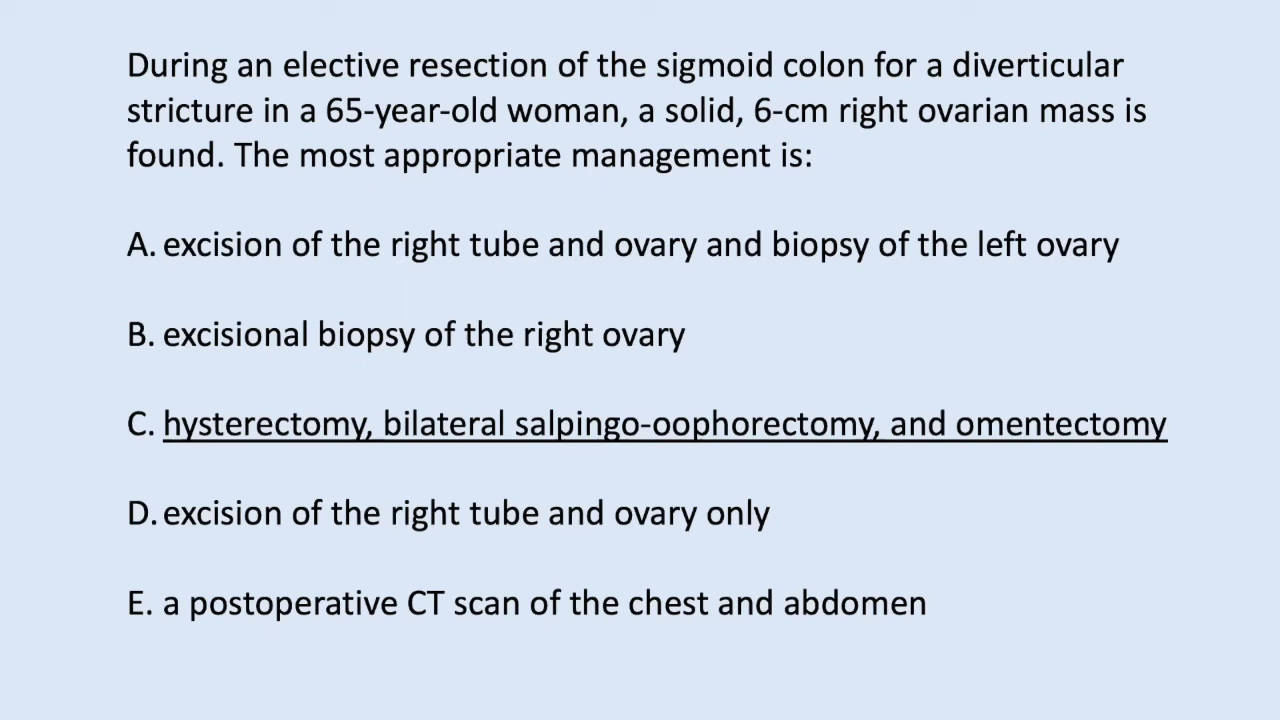 During an elective resection of the sigmoid colon for a diverticular
stricture in a 65-year-old woman, a solid, 6-cm right ovarian mass is
found. The most appropriate management is:
A. excision of the right tube and ovary and biopsy of the left ovary
B. excisional biopsy of the right ovary
C. hysterectomy, bilateral salpingo-oophorectomy, and omentectomy
D. excision of the right tube and ovary only
E. a postoperative CT scan of the chest and abdomen